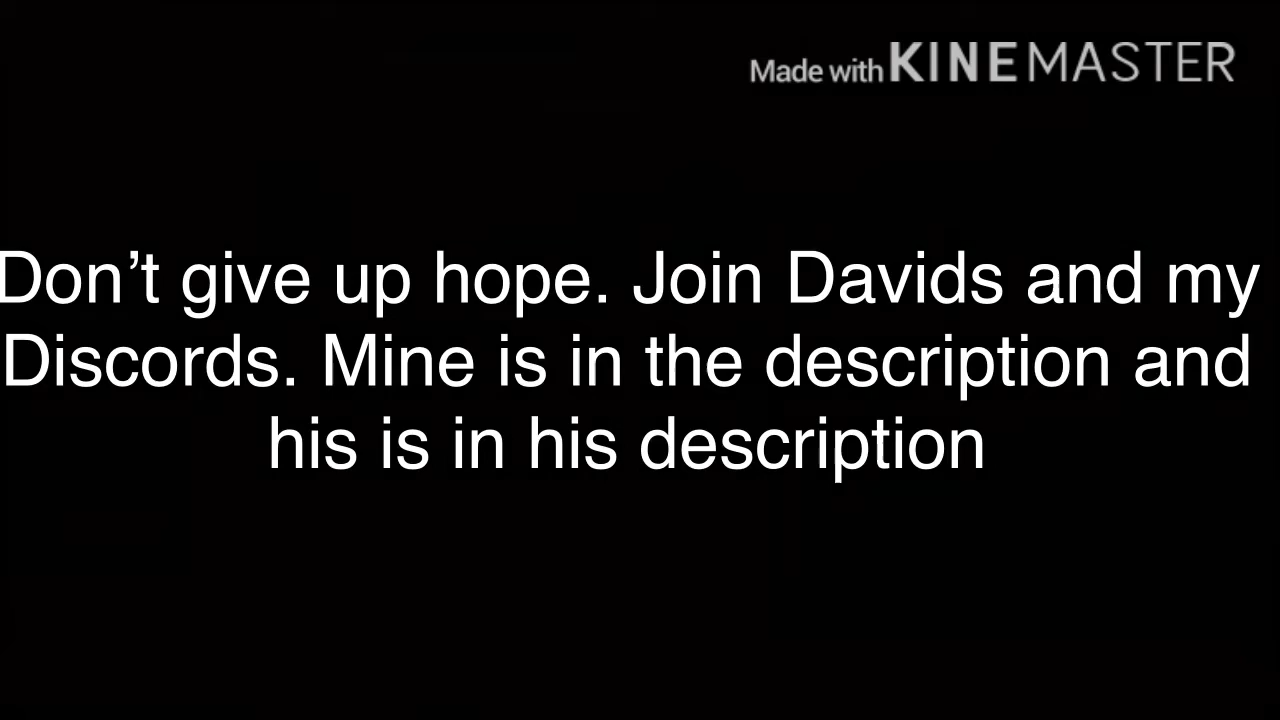 Made with KINEMASTER
Don’t give up hope. Join Davids and my
Discords. Mine is in the description and
his is in his description